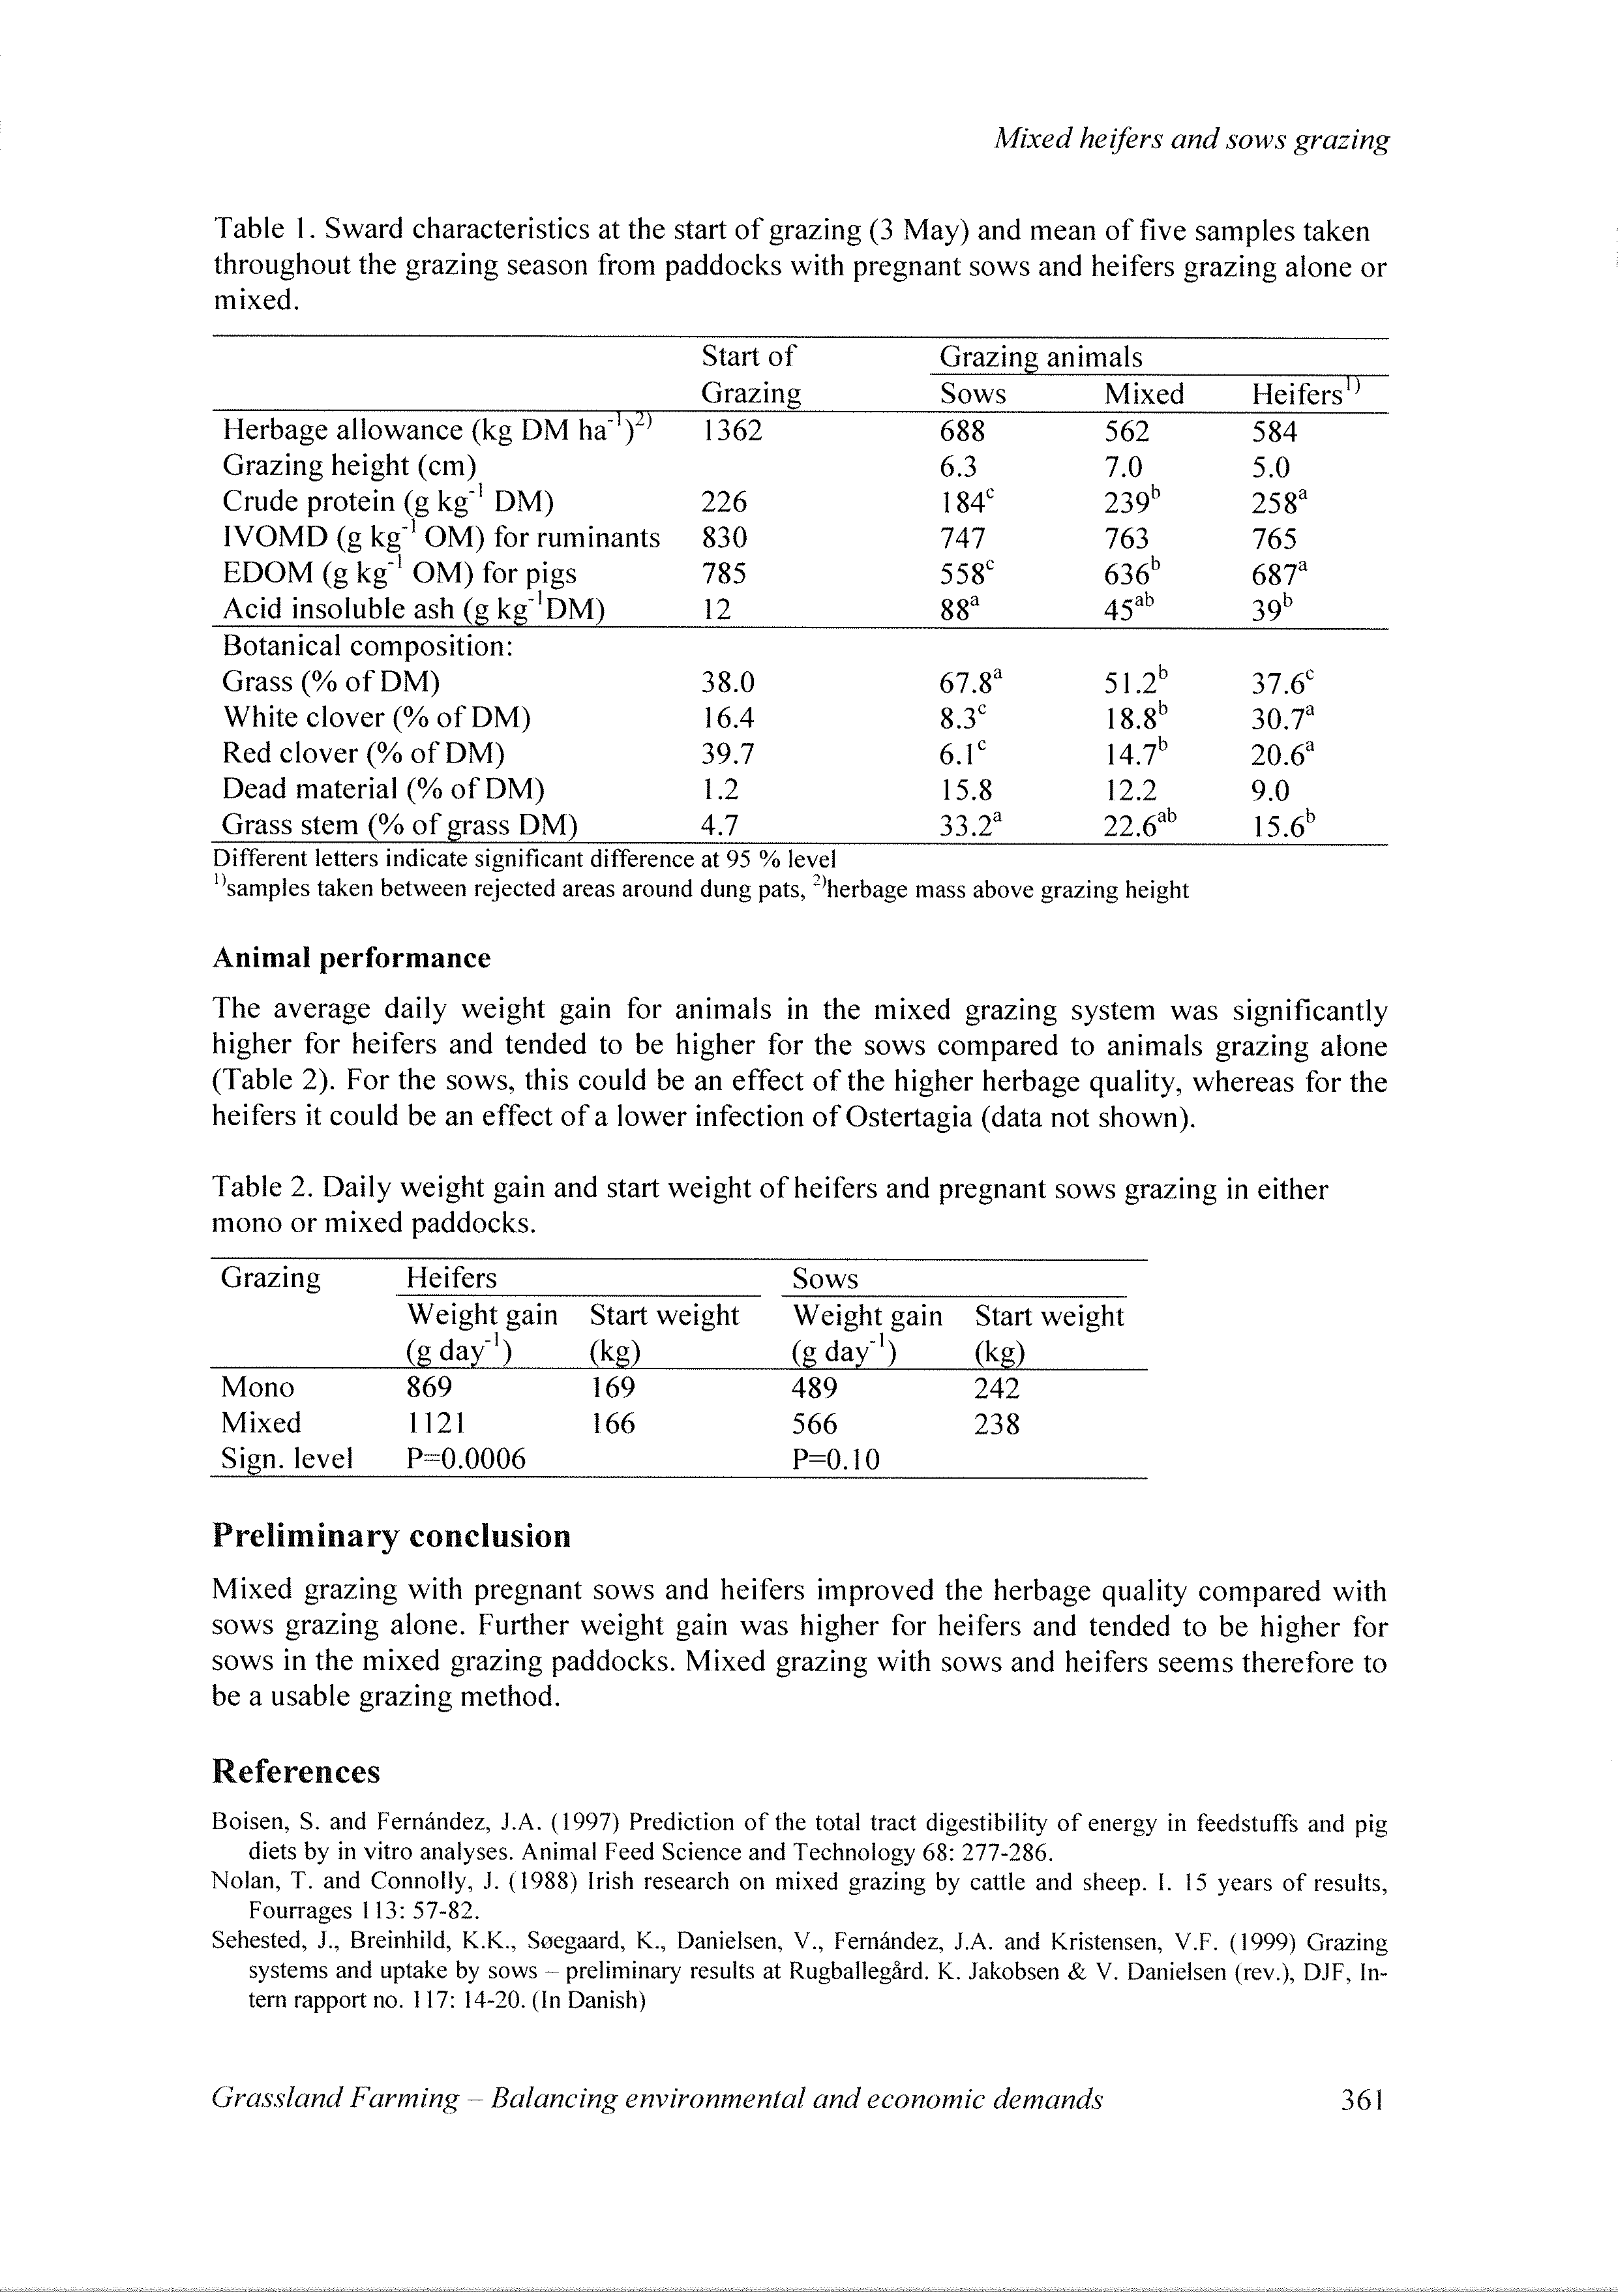 Mixed heifers and sows grazing
Table 1. Sward characteristics at the start of grazing (3 May) and mean of five samples taken
throughout the grazing season from paddocks with pregnant sows and heifers grazing alone or
mixed.
Start of Grazing animals
Grazing Sows Mixed Heifers¹⁾
Herbage allowance (kg DM ha⁻¹)²⁾ 1362 688 562 584
Grazing height (cm) 6.3 7.0 5.0
Crude protein (g kg⁻¹ DM) 226 184ᶜ 239ᵇ 258ᵃ
IVOMD (g kg⁻¹ OM) for ruminants 830 747 763 765
EDOM (g kg⁻¹ OM) for pigs 785 558ᶜ 636ᵇ 687ᵃ
Acid insoluble ash (g kg⁻¹DM) 12 88ᵃ 45ᵃᵇ 39ᵇ
Botanical composition:
Grass (% of DM) 38.0 67.8ᵃ 51.2ᵇ 37.6ᶜ
White clover (% of DM) 16.4 8.3ᶜ 18.8ᵇ 30.7ᵃ
Red clover (% of DM) 39.7 6.1ᶜ 14.7ᵇ 20.6ᵃ
Dead material (% of DM) 1.2 15.8 12.2 9.0
Grass stem (% of grass DM) 4.7 33.2ᵃ 22.6ᵃᵇ 15.6ᵇ
Different letters indicate significant difference at 95 % level
¹⁾samples taken between rejected areas around dung pats, ²⁾herbage mass above grazing height
Animal performance
The average daily weight gain for animals in the mixed grazing system was significantly
higher for heifers and tended to be higher for the sows compared to animals grazing alone
(Table 2). For the sows, this could be an effect of the higher herbage quality, whereas for the
heifers it could be an effect of a lower infection of Ostertagia (data not shown).
Table 2. Daily weight gain and start weight of heifers and pregnant sows grazing in either
mono or mixed paddocks.
Grazing Heifers Sows
Weight gain Start weight Weight gain Start weight
(g day⁻¹) (kg) (g day⁻¹) (kg)
Mono 869 169 489 242
Mixed 1121 166 566 238
Sign. level P=0.0006 P=0.10
Preliminary conclusion
Mixed grazing with pregnant sows and heifers improved the herbage quality compared with
sows grazing alone. Further weight gain was higher for heifers and tended to be higher for
sows in the mixed grazing paddocks. Mixed grazing with sows and heifers seems therefore to
be a usable grazing method.
References
Boisen, S. and Fernández, J.A. (1997) Prediction of the total tract digestibility of energy in feedstuffs and pig
diets by in vitro analyses. Animal Feed Science and Technology 68: 277-286.
Nolan, T. and Connolly, J. (1988) Irish research on mixed grazing by cattle and sheep. I. 15 years of results,
Fourrages 113: 57-82.
Sehested, J., Breinhild, K.K., Søegaard, K., Danielsen, V., Fernández, J.A. and Kristensen, V.F. (1999) Grazing
systems and uptake by sows – preliminary results at Rugballegård. K. Jakobsen & V. Danielsen (rev.), DJF, In-
tern rapport no. 117: 14-20. (In Danish)
Grassland Farming – Balancing environmental and economic demands 361